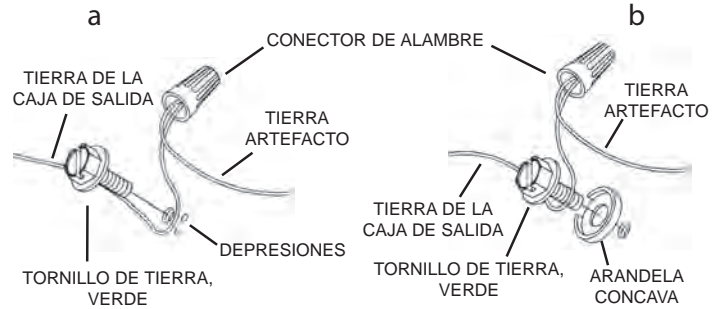 a
b
CONECTOR DE ALAMBRE
TIERRA DE LA
CAJA DE SALIDA
TIERRA
ARTEFACTO
DEPRESIONES
TORNILLO DE TIERRA,
VERDE
TIERRA
ARTEFACTO
TIERRA DE LA
CAJA DE SALIDA
TORNILLO DE TIERRA,
VERDE
ARANDELA
CONCAVA